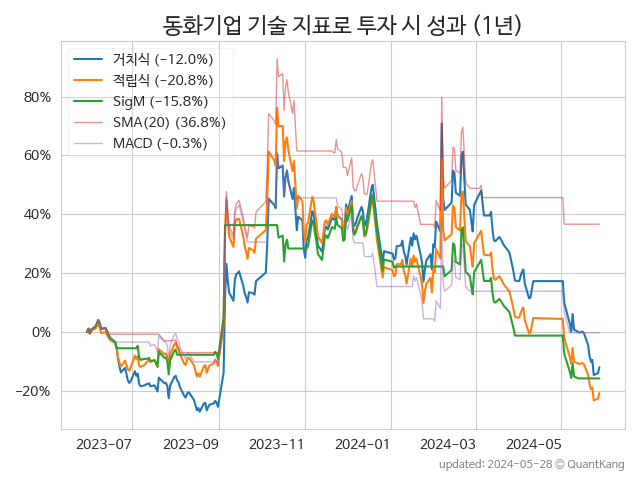 동화기업 기술 지표로 투자 시 성과 (1년)
거치식 (−12.0%)
적립식 (−20.8%)
SigM (−15.8%)
SMA(20) (36.8%)
MACD (−0.3%)
80%
60%
40%
20%
0%
−20%
2023-07 2023-09 2023-11 2024-01 2024-03 2024-05
updated: 2024-05-28 © QuantKang